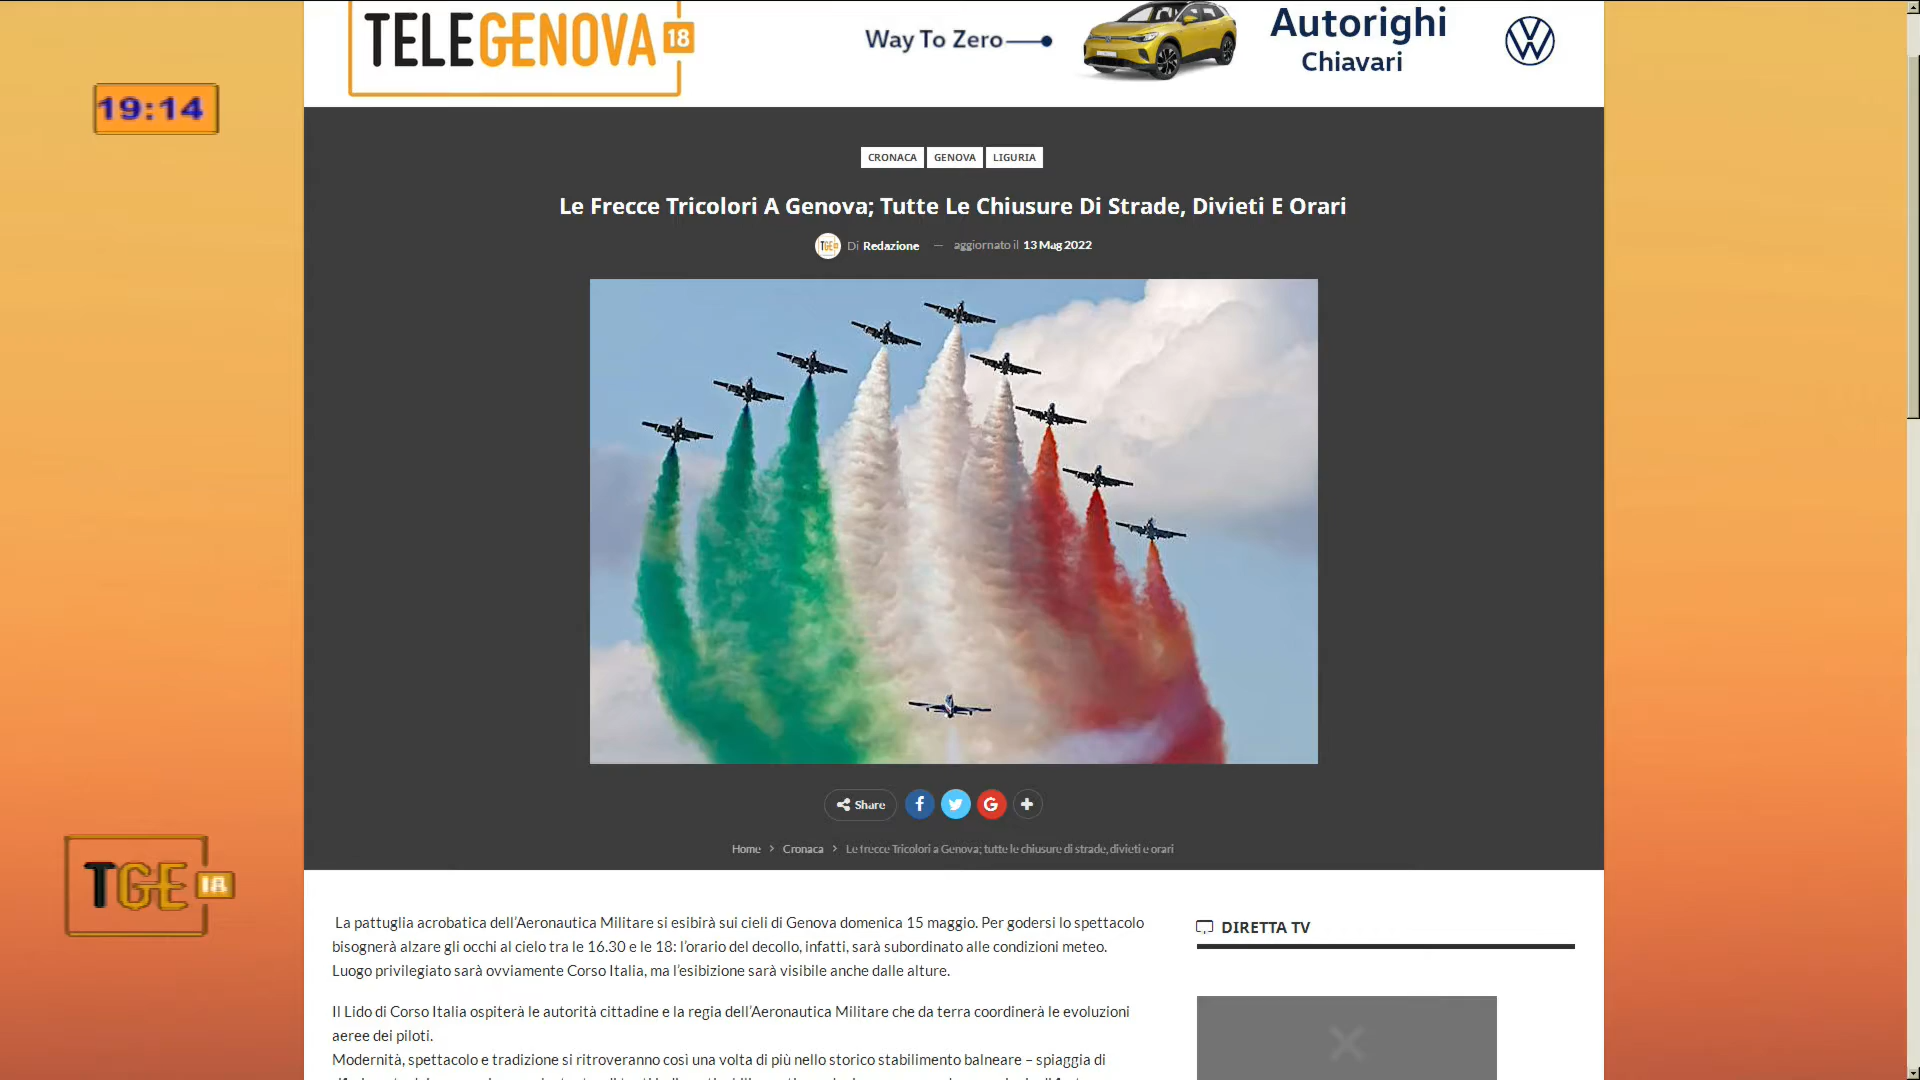 TELEGENOVA 18
Way To Zero
Autorighi
Chiavari
19:14
CRONACA GENOVA LIGURIA
Le Frecce Tricolori A Genova; Tutte Le Chiusure Di Strade, Divieti E Orari
TGE Di Redazione — aggiornato il 13 Mag 2022
Share
Home > Cronaca > Le frecce Tricolori a Genova; tutte le chiusure di strade, divieti e orari
TGE 18
La pattuglia acrobatica dell’Aeronautica Militare si esibirà sui cieli di Genova domenica 15 maggio. Per godersi lo spettacolo
bisognerà alzare gli occhi al cielo tra le 16.30 e le 18: l’orario del decollo, infatti, sarà subordinato alle condizioni meteo.
Luogo privilegiato sarà ovviamente Corso Italia, ma l’esibizione sarà visibile anche dalle alture.
DIRETTA TV
Il Lido di Corso Italia ospiterà le autorità cittadine e la regia dell’Aeronautica Militare che da terra coordinerà le evoluzioni
aeree dei piloti.
Modernità, spettacolo e tradizione si ritroveranno così una volta di più nello storico stabilimento balneare – spiaggia di